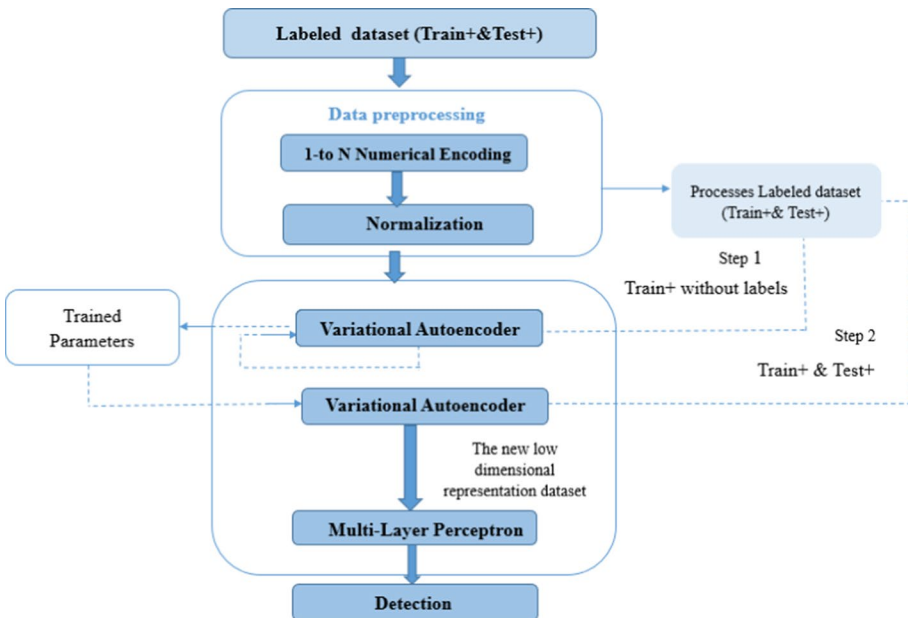 Labeled dataset (Train+&Test+)
Data preprocessing
1-to N Numerical Encoding
Normalization
Processes Labeled dataset
(Train+& Test+)
Step 1
Train+ without labels
Trained
Parameters
Variational Autoencoder
Step 2
Train+ & Test+
Variational Autoencoder
The new low
dimensional
representation dataset
Multi-Layer Perceptron
Detection